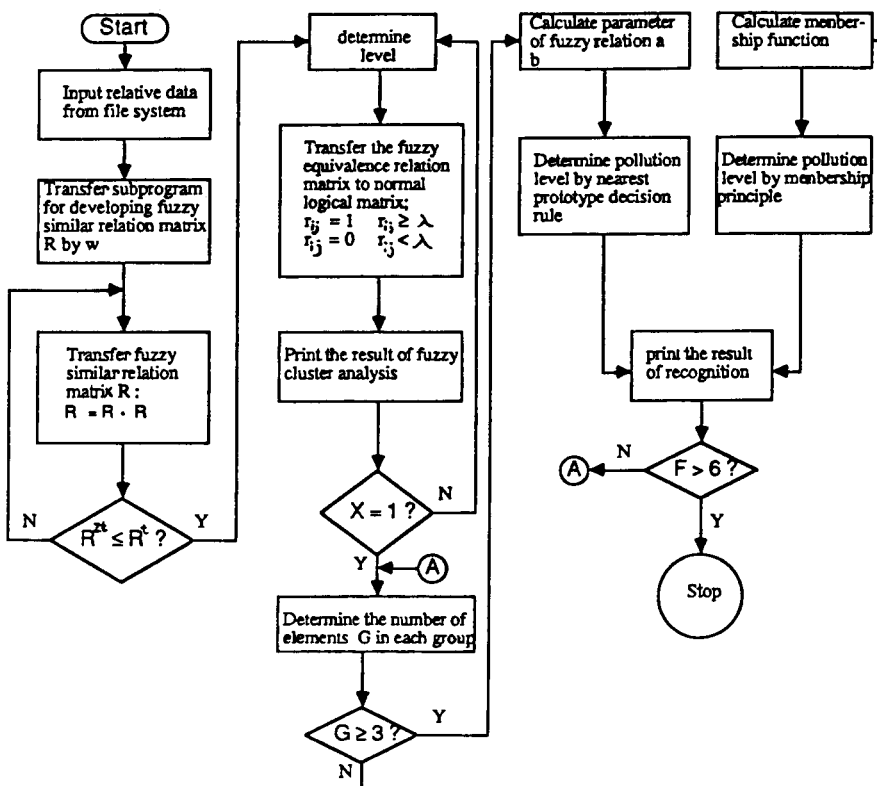 Start
Input relative data
from file system
Transfer subprogram
for developing fuzzy
similar relation matrix
R by w
Transfer fuzzy
similar relation
matrix R :
R = R · R
N
R^zt ≤ R^t ?
Y
determine
level
Transfer the fuzzy
equivalence relation
matrix to normal
logical matrix;
r_ij = 1 r_ij ≥ λ
r_ij = 0 r_ij < λ
Print the result of fuzzy
cluster analysis
X = 1 ?
N
Y
A
Determine the number of
elements G in each group
G ≥ 3 ?
Y
N
Calculate parameter
of fuzzy relation a
b
Determine pollution
level by nearest
prototype decision
rule
Calculate menber-
ship function
Determine pollution
level by membership
principle
print the result
of recognition
A
N
F > 6 ?
Y
Stop